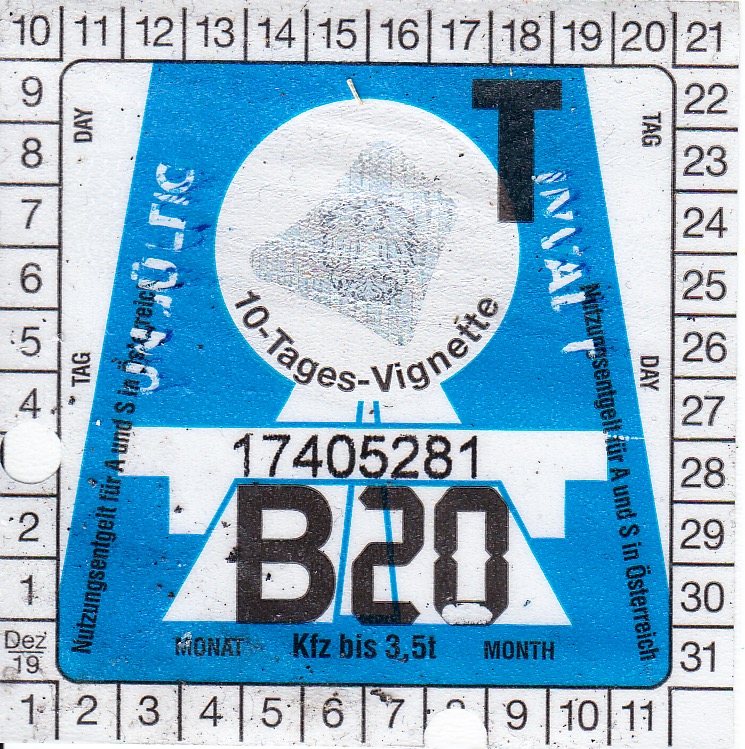 10 11 12 13 14 15 16 17 18 19 20 21
9 22
8 23
7 24
6 25
5 26
4 27
28
2 29
1 30
Dez
19
31
1 2 3 4 5 6 7 9 10 11
DAY
TAG
T
10-Tages-Vignette
TAG
DAY
Nutzungsentgelt für A und S in Österreich
Nutzungsentgelt für A und S in Österreich
17405281
B20
MONAT Kfz bis 3,5t MONTH